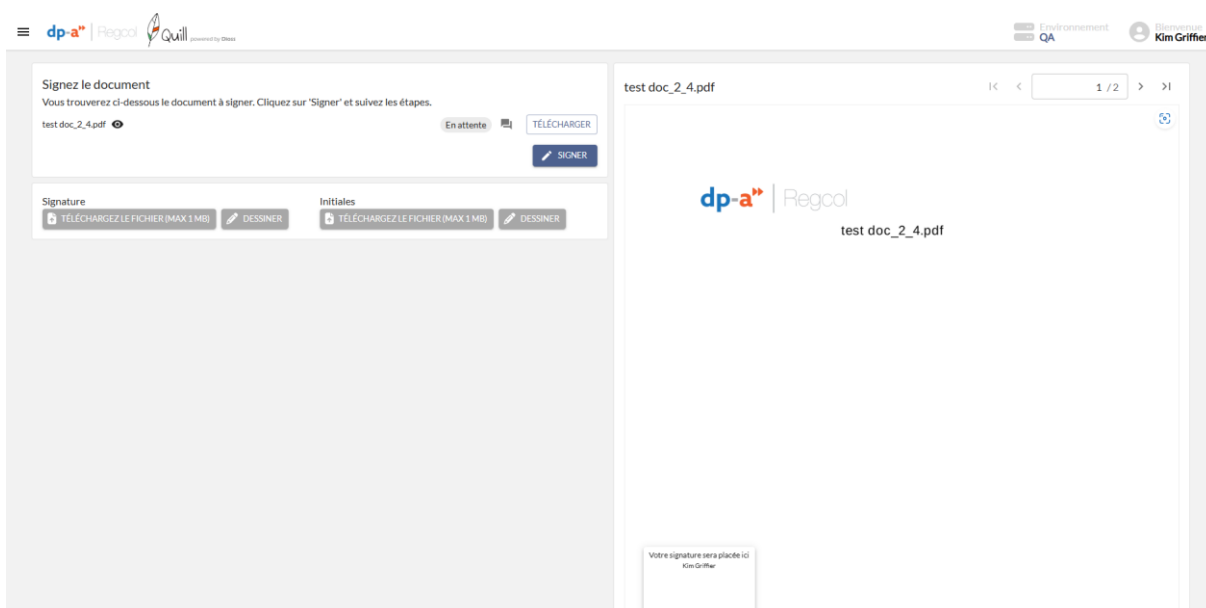 dp-a» | Regcol Quill powered by Dioss
Environnement
QA
Bienvenue
Kim Griffier
Signez le document
Vous trouverez ci-dessous le document à signer. Cliquez sur 'Signer' et suivez les étapes.
test doc_2_4.pdf
En attente
TÉLÉCHARGER
SIGNER
Signature
TÉLÉCHARGEZ LE FICHIER (MAX 1 MB) DESSINER
Initiales
TÉLÉCHARGEZ LE FICHIER (MAX 1 MB) DESSINER
test doc_2_4.pdf
1 / 2
dp-a» | Regcol
test doc_2_4.pdf
Votre signature sera placée ici
Kim Griffier